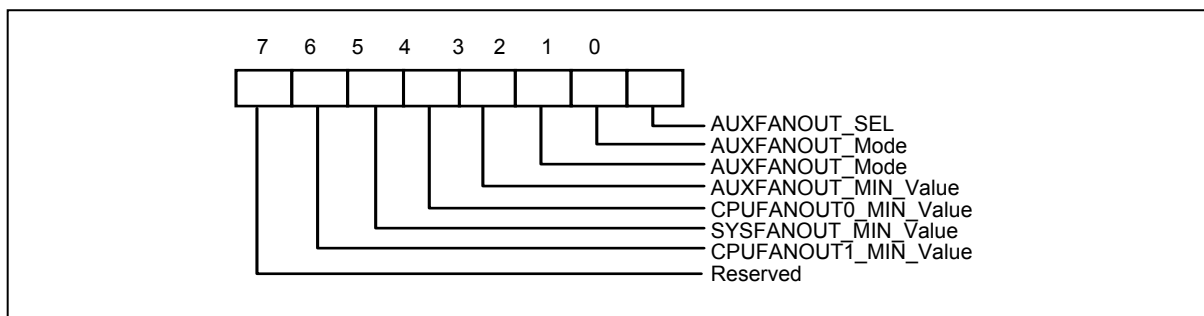 7 6 5 4 3 2 1 0
AUXFANOUT_SEL
AUXFANOUT_Mode
AUXFANOUT_Mode
AUXFANOUT_MIN_Value
CPUFANOUT0_MIN_Value
SYSFANOUT_MIN_Value
CPUFANOUT1_MIN_Value
Reserved